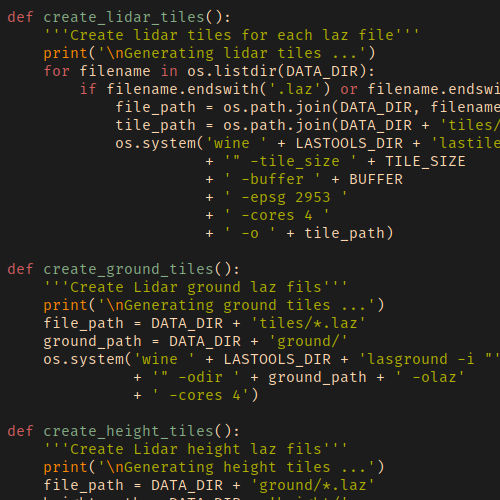 def create_lidar_tiles():
    '''Create lidar tiles for each laz file'''
    print('\nGenerating lidar tiles ...')
    for filename in os.listdir(DATA_DIR):
        if filename.endswith('.laz') or filename.endswi
            file_path = os.path.join(DATA_DIR, filename
            tile_path = os.path.join(DATA_DIR + 'tiles/
            os.system('wine ' + LASTOOLS_DIR + 'lastile
                      + '" -tile_size ' + TILE_SIZE
                      + ' -buffer ' + BUFFER
                      + ' -epsg 2953 '
                      + ' -cores 4 '
                      + ' -o ' + tile_path)
def create_ground_tiles():
    '''Create Lidar ground laz fils'''
    print('\nGenerating ground tiles ...')
    file_path = DATA_DIR + 'tiles/*.laz'
    ground_path = DATA_DIR + 'ground/'
    os.system('wine ' + LASTOOLS_DIR + 'lasground -i "'
              + '" -odir ' + ground_path + ' -olaz'
              + ' -cores 4')
def create_height_tiles():
    '''Create Lidar height laz fils'''
    print('\nGenerating height tiles ...')
    file_path = DATA_DIR + 'ground/*.laz'